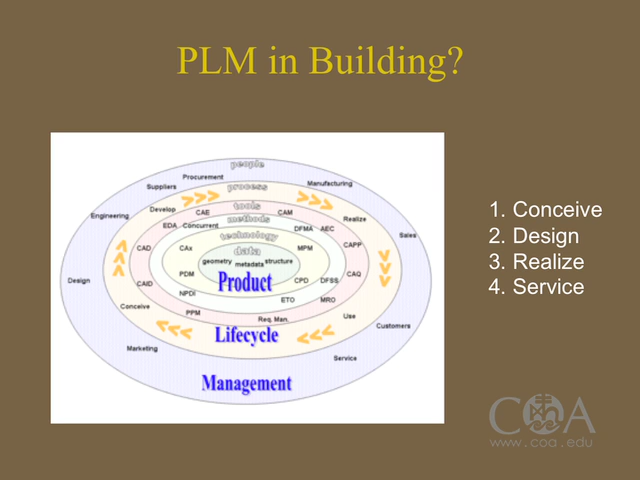 PLM in Building?
people
Procurement
Manufacturing
Suppliers
process
Engineering
Develop
tools
CAE
CAM
Realize
methods
EDA
Concurrent
DFMA
AEC
Sales
technology
CAD
CAx
data
MPM
CAPP
geometry
metadata
structure
PDM
Product
CPD
DFSS
CAQ
Design
CAID
NPDI
ETO
MRO
Conceive
PPM
Req. Man.
Use
Customers
Lifecycle
Marketing
Service
Management
1. Conceive
2. Design
3. Realize
4. Service
COA
www.coa.edu